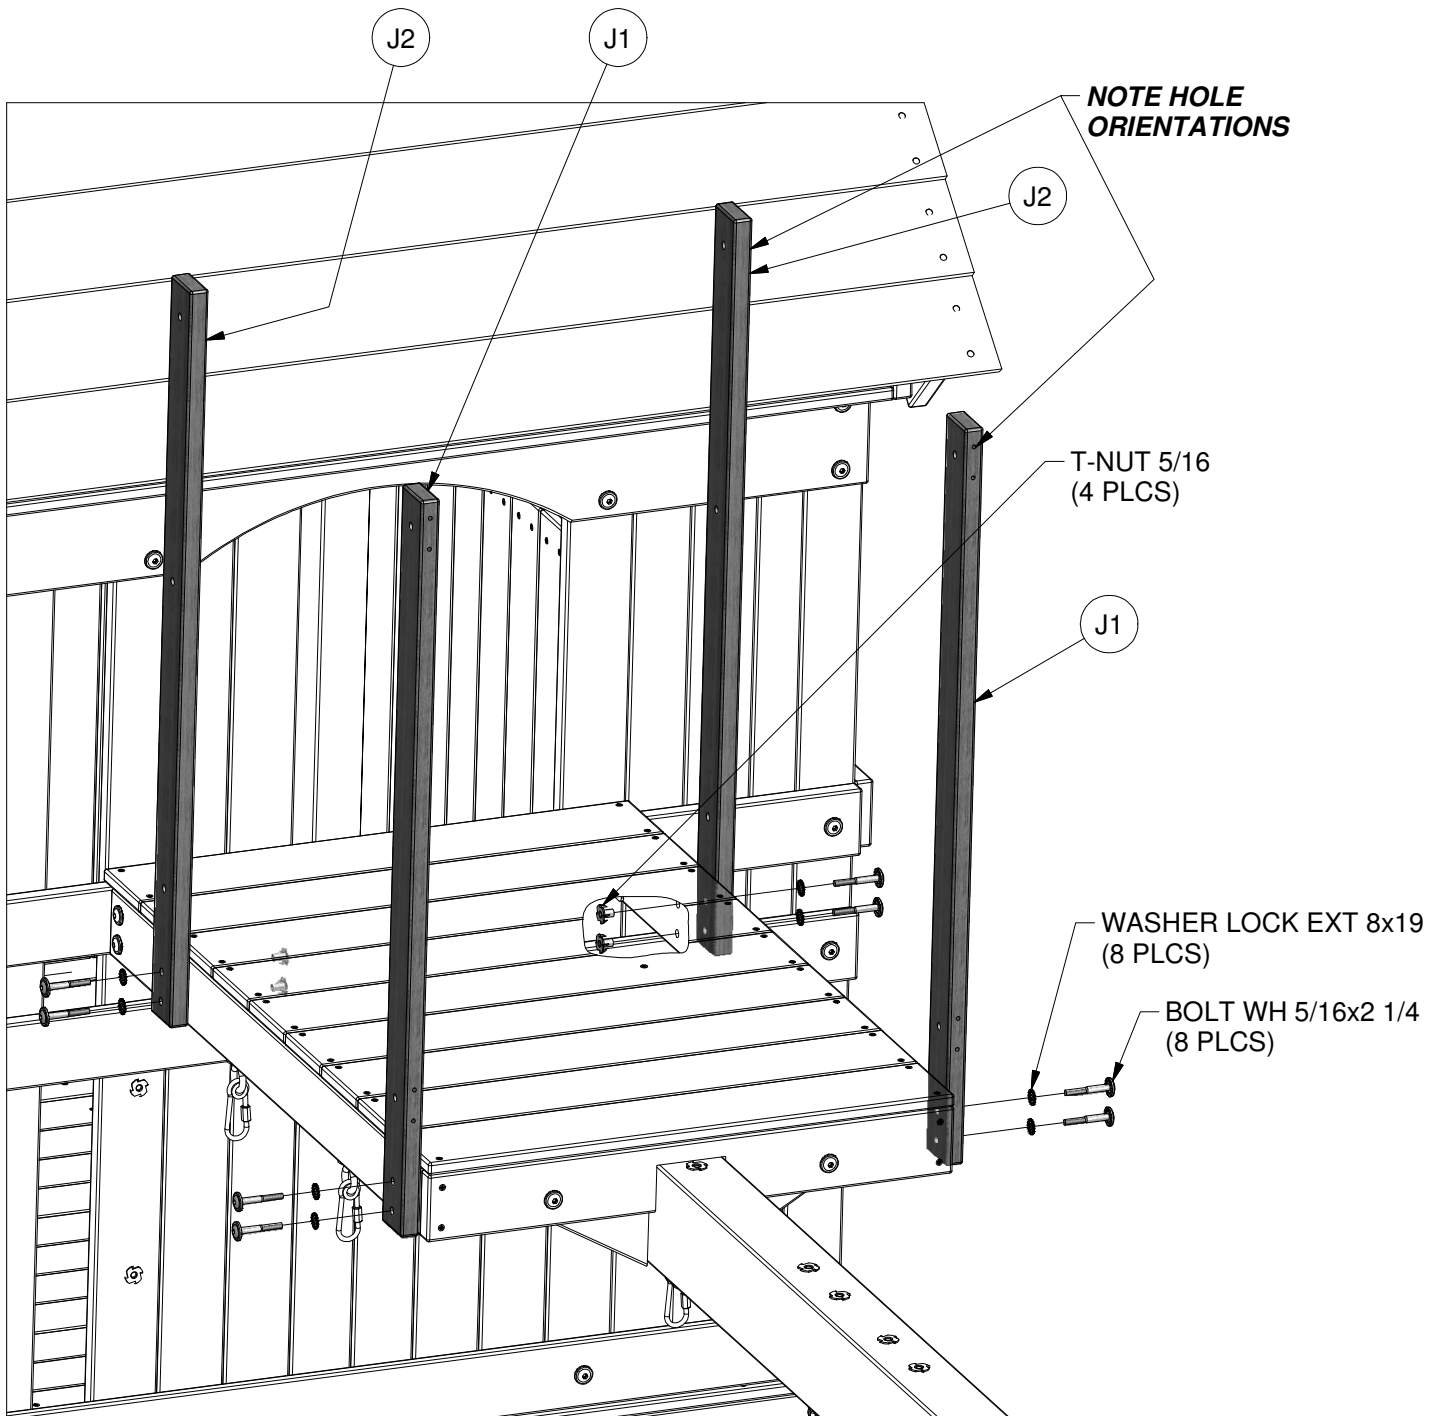 J2
J1
NOTE HOLE
ORIENTATIONS
J2
T-NUT 5/16
(4 PLCS)
J1
WASHER LOCK EXT 8x19
(8 PLCS)
BOLT WH 5/16x2 1/4
(8 PLCS)